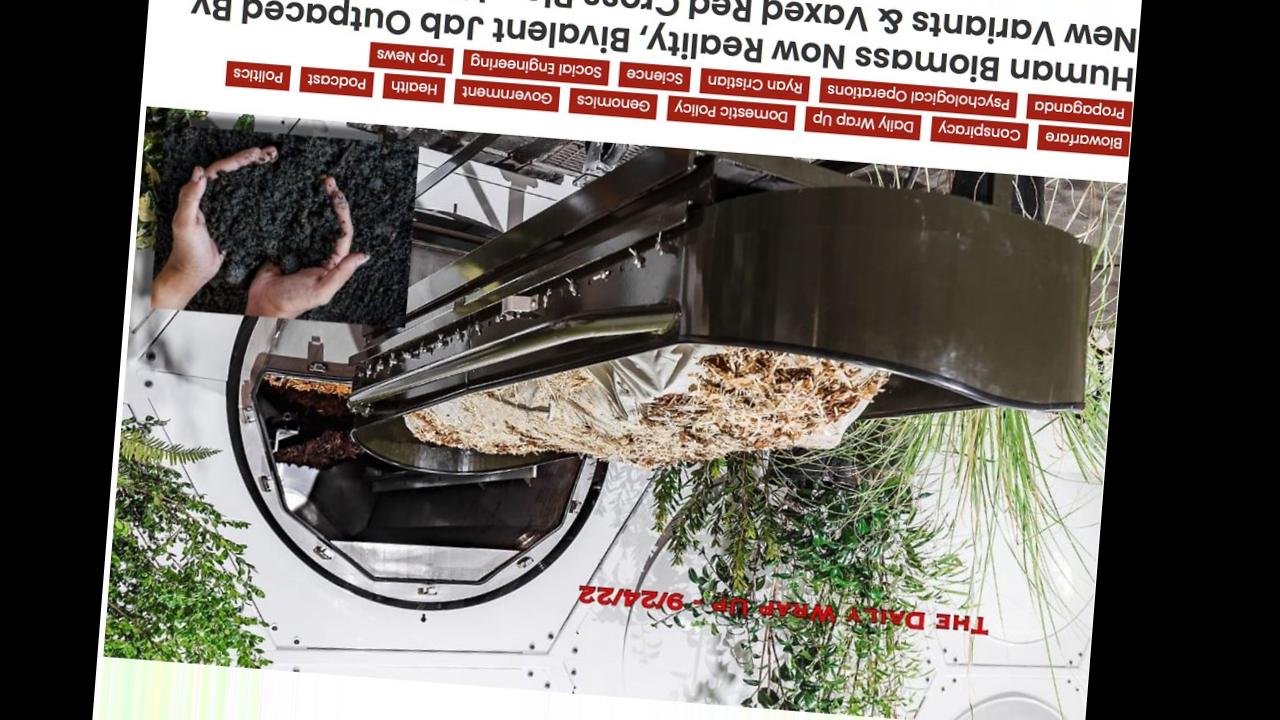 THE DAILY WRAP UP - 9/24/22
Biowarfare Conspiracy Daily Wrap Up Domestic Policy Genomics Government Health Podcast Politics
Propaganda Psychological Operations Ryan Cristian Science Social Engineering Top News
Human Biomass Now Reality, Bivalent Jab Outpaced By
New Variants & Vaxed Red Cross